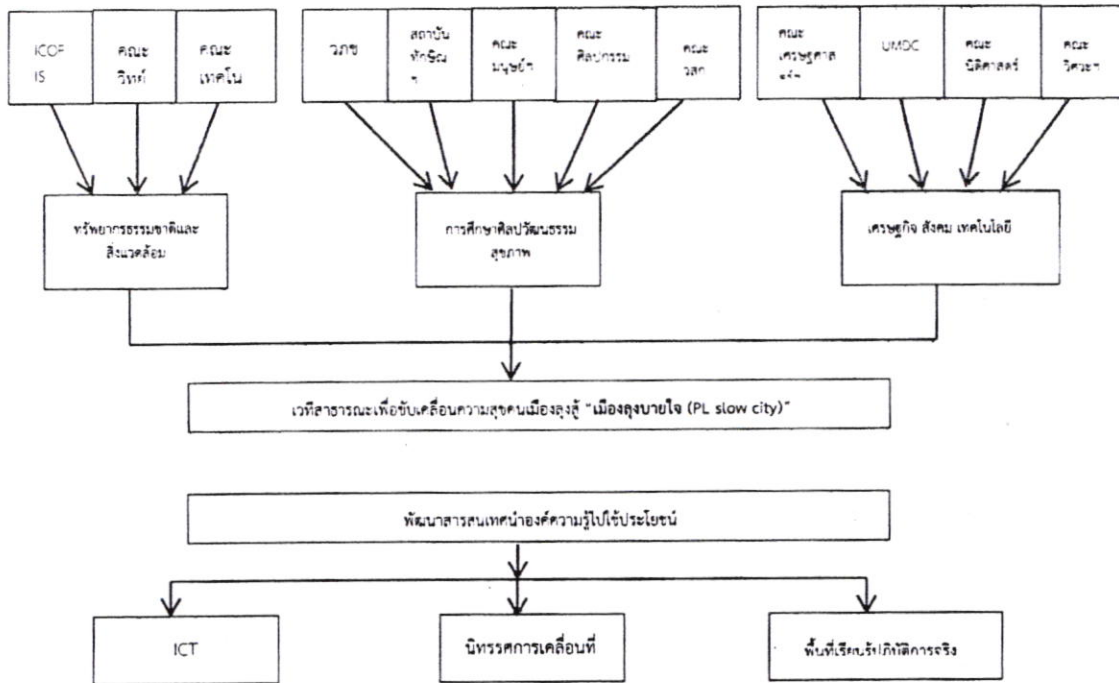 ICOF
IS
คณะ
วิทย์
คณะ
เทคโน
วภช
สถาบัน
ทักษิณ
ฯ
คณะ
มนุษย์ฯ
คณะ
ศิลปกรรม
คณะ
วสก
คณะ
เศรษฐศาส
UMDC
คณะ
นิติศาสตร์
คณะ
ทรัพยากรธรรมชาติและ
สิ่งแวดล้อม
การศึกษาศิลปวัฒนธรรม
สุขภาพ
เศรษฐกิจ สังคม เทคโนโลยี
เวทีสาธารณะเพื่อขับเคลื่อนความสุขคนเมืองลุงสู้ "เมืองลุงบายใจ (PL slow city)"
พัฒนาสารสนเทศนำองค์ความรู้ไปใช้ประโยชน์
ICT
นิทรรศการเคลื่อนที่
พื้นที่เรียนรู้ปฏิบัติการจริง